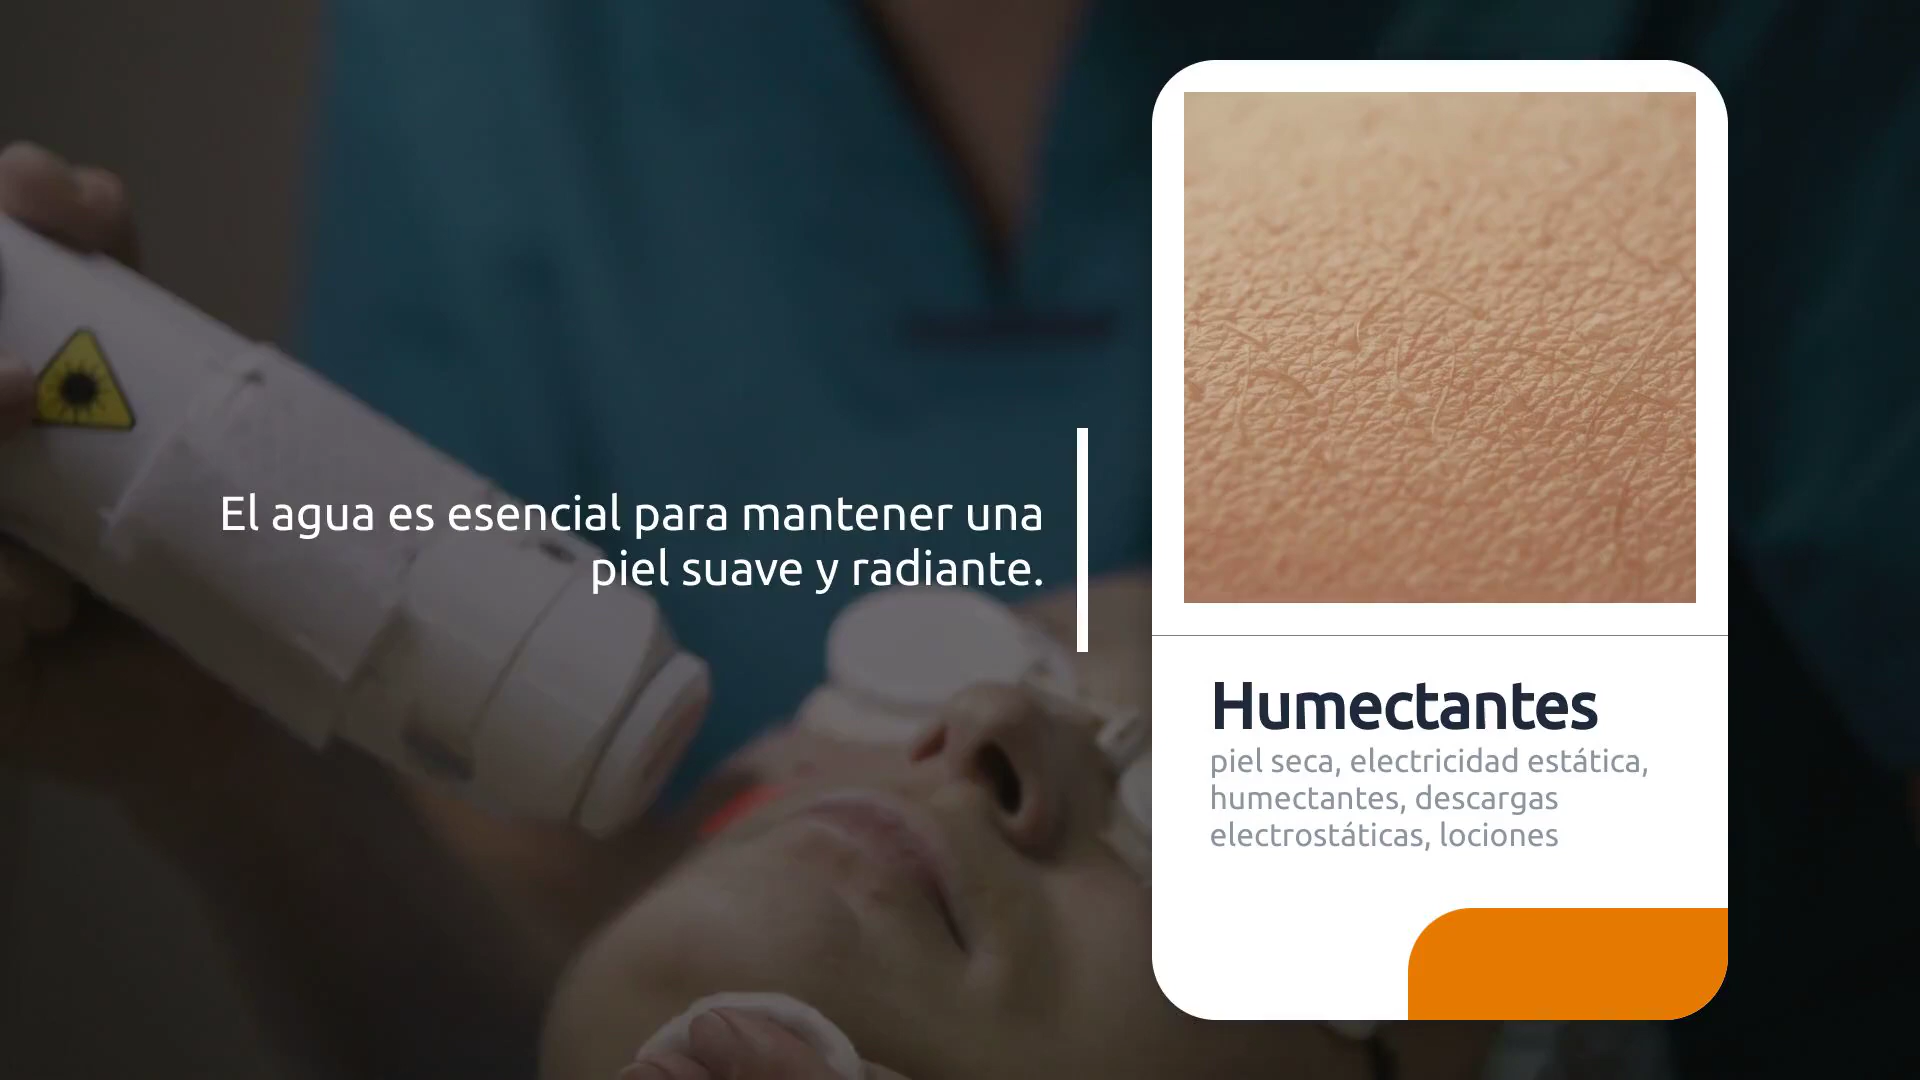 El agua es esencial para mantener una
piel suave y radiante.
Humectantes
piel seca, electricidad estática,
humectantes, descargas
electrostáticas, lociones